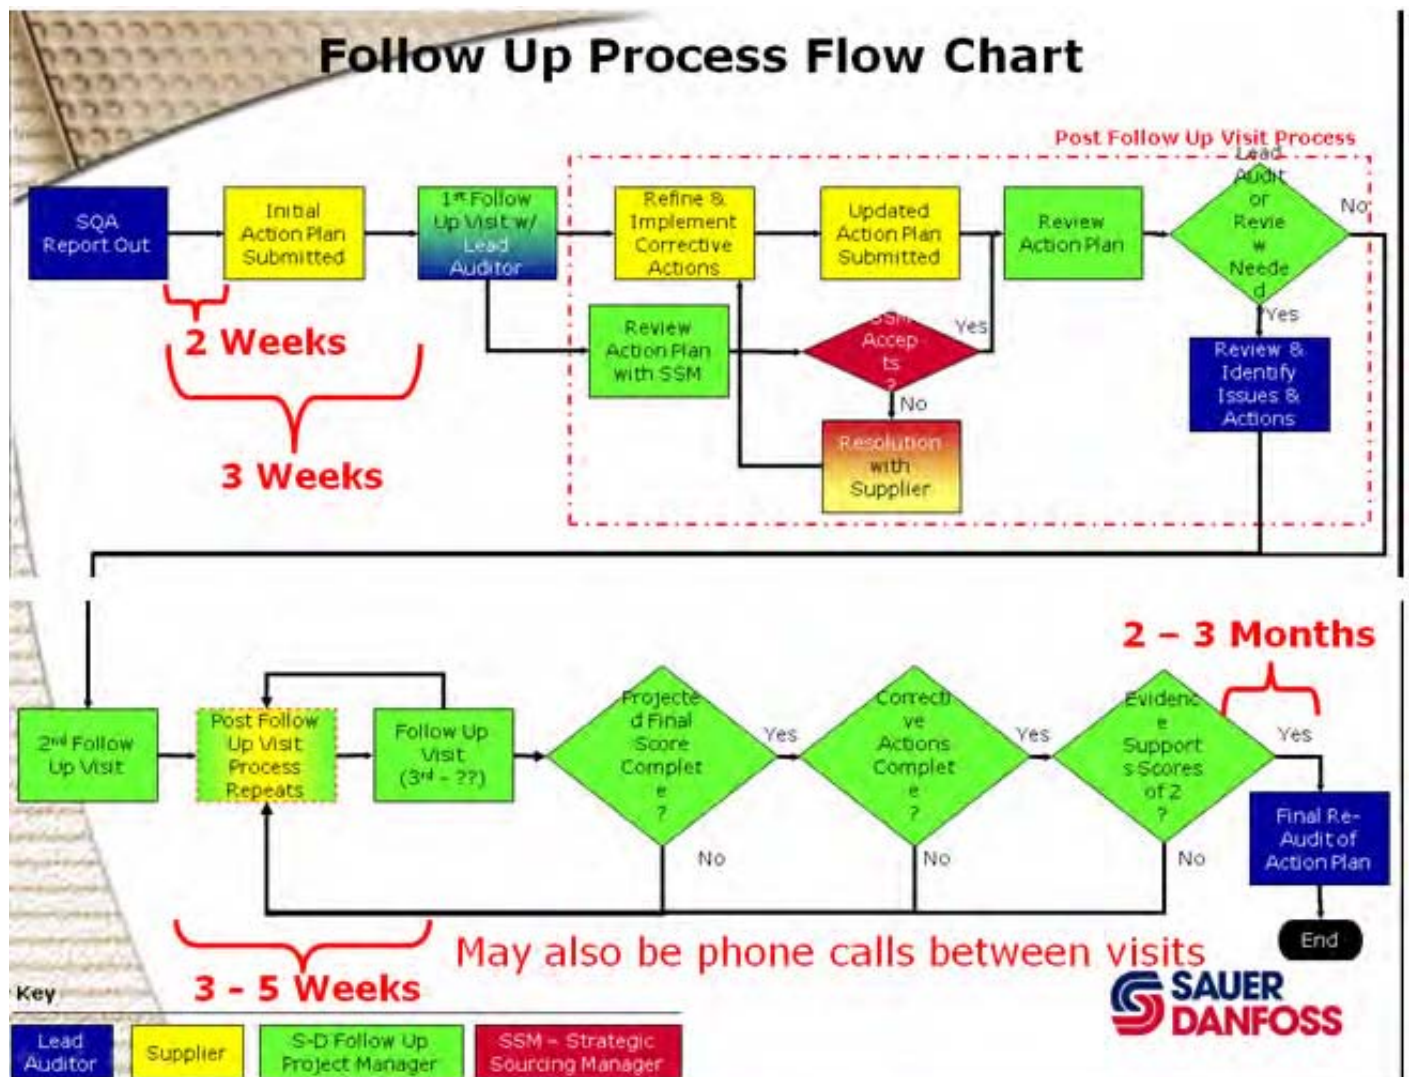 Follow Up Process Flow Chart
Post Follow Up Visit Process
SQA
Report Out
Initial
Action Plan
Submitted
1st Follow
Up Visit w/
Lead
Auditor
Refine &
Implement
Corrective
Actions
Updated
Action Plan
Submitted
Review
Action Plan
Lead
Audit
or
Revie
w
Neede
d
No
2 Weeks
3 Weeks
Review
Action Plan
with SSM
SSM
Accep-
ts
?
Yes
No
Resolution
with
Supplier
Yes
Review &
Identify
Issues &
Actions
2 – 3 Months
2nd Follow
Up Visit
Post Follow
Up Visit
Process
Repeats
Follow Up
Visit
(3rd – ??)
Projecte
d Final
Score
Complet
e
?
Yes
No
Correcti
ve
Actions
Complet
e
?
Yes
No
Evidenc
e
Support
s Scores
of 2
?
Yes
No
Final Re-
Audit of
Action Plan
End
3 – 5 Weeks
May also be phone calls between visits
SAUER
DANFOSS
Key
Lead
Auditor
Supplier
S-D Follow Up
Project Manager
SSM – Strategic
Sourcing Manager